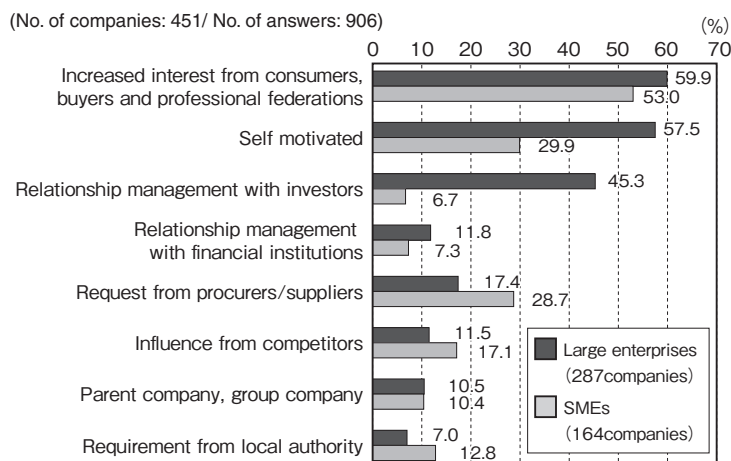 (No. of companies: 451/ No. of answers: 906)
(%)
0 10 20 30 40 50 60 70
Increased interest from consumers,
buyers and professional federations
59.9
53.0
Self motivated
57.5
29.9
Relationship management with investors
45.3
6.7
Relationship management
with financial institutions
11.8
7.3
Request from procurers/suppliers
17.4
28.7
Influence from competitors
11.5
17.1
Parent company, group company
10.5
10.4
Requirement from local authority
7.0
12.8
Large enterprises
(287companies)
SMEs
(164companies)